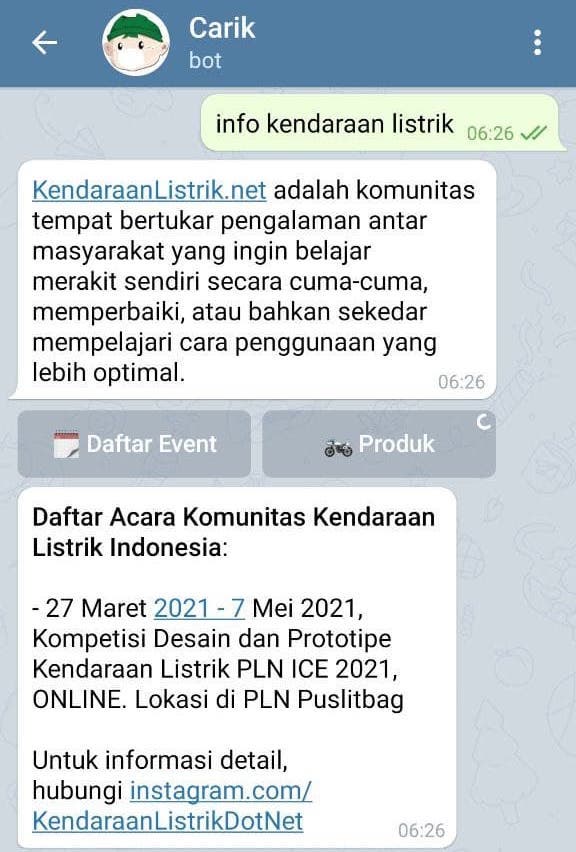 Carik
bot
info kendaraan listrik 06:26
KendaraanListrik.net adalah komunitas
tempat bertukar pengalaman antar
masyarakat yang ingin belajar
merakit sendiri secara cuma-cuma,
memperbaiki, atau bahkan sekedar
mempelajari cara penggunaan yang
lebih optimal. 06:26
Daftar Event
Produk
Daftar Acara Komunitas Kendaraan
Listrik Indonesia:
- 27 Maret 2021 - 7 Mei 2021,
Kompetisi Desain dan Prototipe
Kendaraan Listrik PLN ICE 2021,
ONLINE. Lokasi di PLN Puslitbag
Untuk informasi detail,
hubungi instagram.com/
KendaraanListrikDotNet 06:26